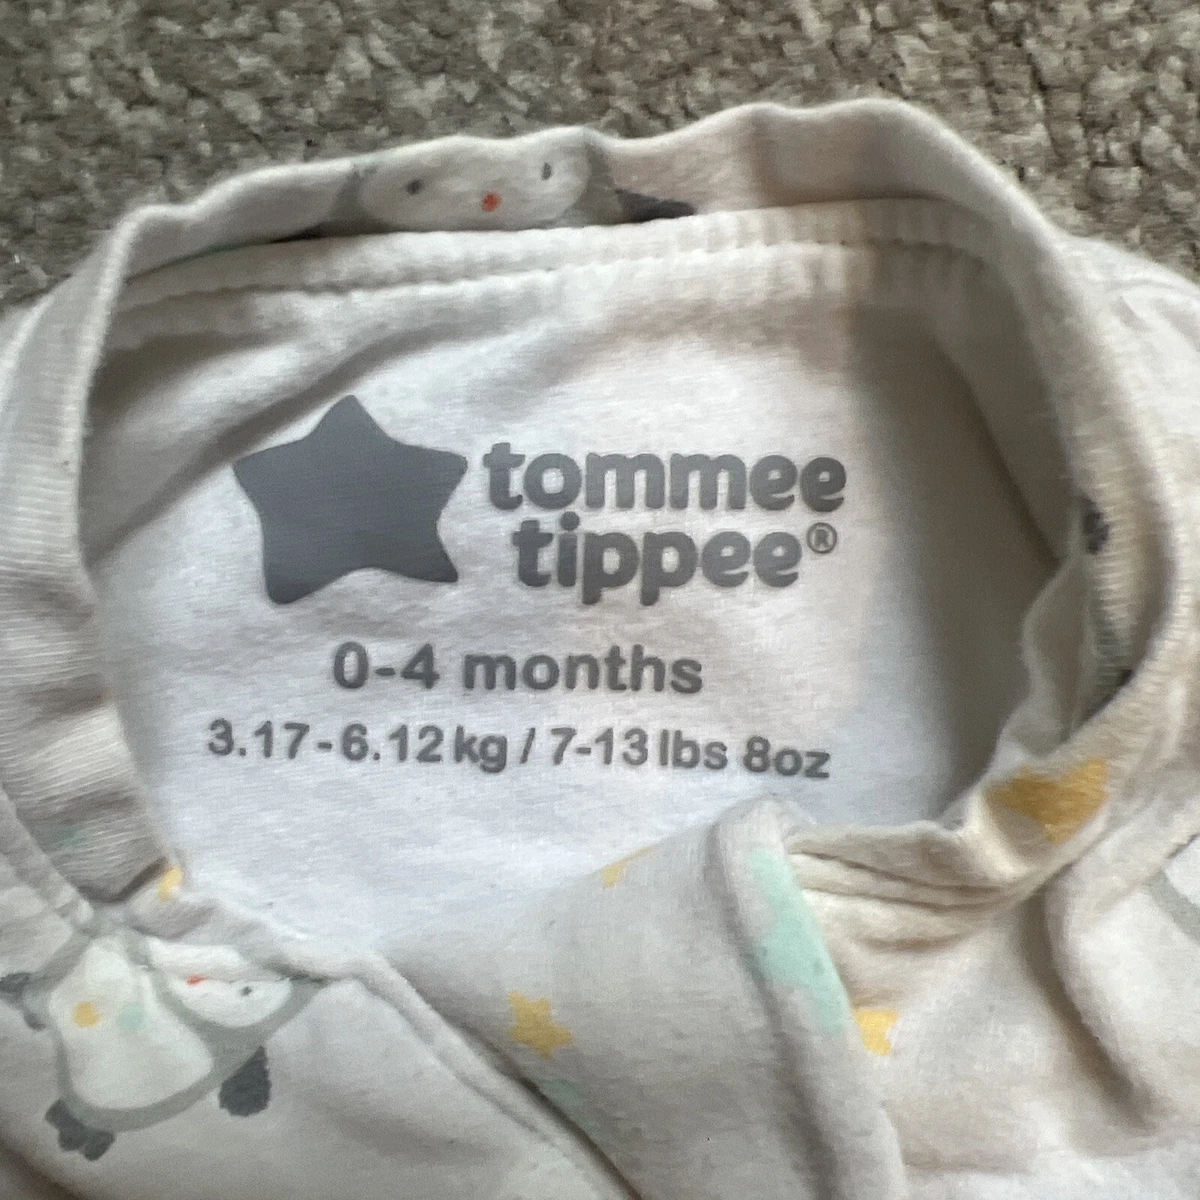 tommee
tippee®
0-4 months
3.17-6.12kg / 7-13lbs 8oz